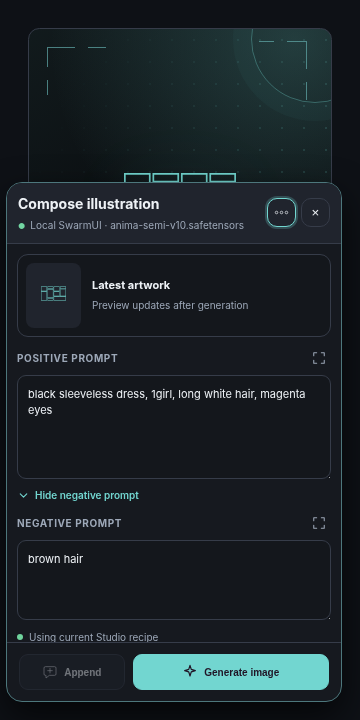 Compose illustration
Local SwarmUI · anima-semi-v10.safetensors
Latest artwork
Preview updates after generation
POSITIVE PROMPT
black sleeveless dress, 1girl, long white hair, magenta
eyes
Hide negative prompt
NEGATIVE PROMPT
brown hair
Using current Studio recipe
Append
Generate image